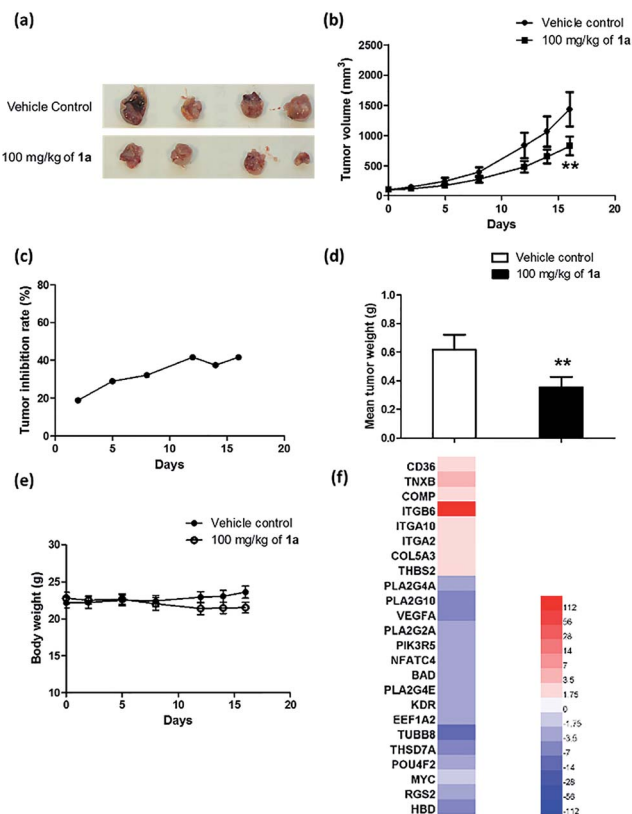 (a)
Vehicle Control
100 mg/kg of 1a
(b)
Vehicle control
100 mg/kg of 1a
Tumor volume (mm3)
2500
2000
1500
1000
500
0
0 5 10 15 20
Days
**
(c)
Tumor inhibition rate (%)
80
60
40
20
0
0 5 10 15 20
Days
(d)
Vehicle control
100 mg/kg of 1a
Mean tumor weight (g)
1.0
0.8
0.6
0.4
0.2
0.0
**
(e)
Vehicle control
100 mg/kg of 1a
Body weight (g)
30
25
20
15
10
0 5 10 15 20
Days
(f)
CD36
TNXB
COMP
ITGB6
ITGA10
ITGA2
COL5A3
THBS2
PLA2G4A
PLA2G10
VEGFA
PLA2G2A
PIK3R5
NFATC4
BAD
PLA2G4E
KDR
EEF1A2
TUBB8
THSD7A
POU4F2
MYC
RGS2
HBD
112
56
28
14
7
3.5
1.75
0
-1.75
-3.5
-7
-14
-28
-56
-112